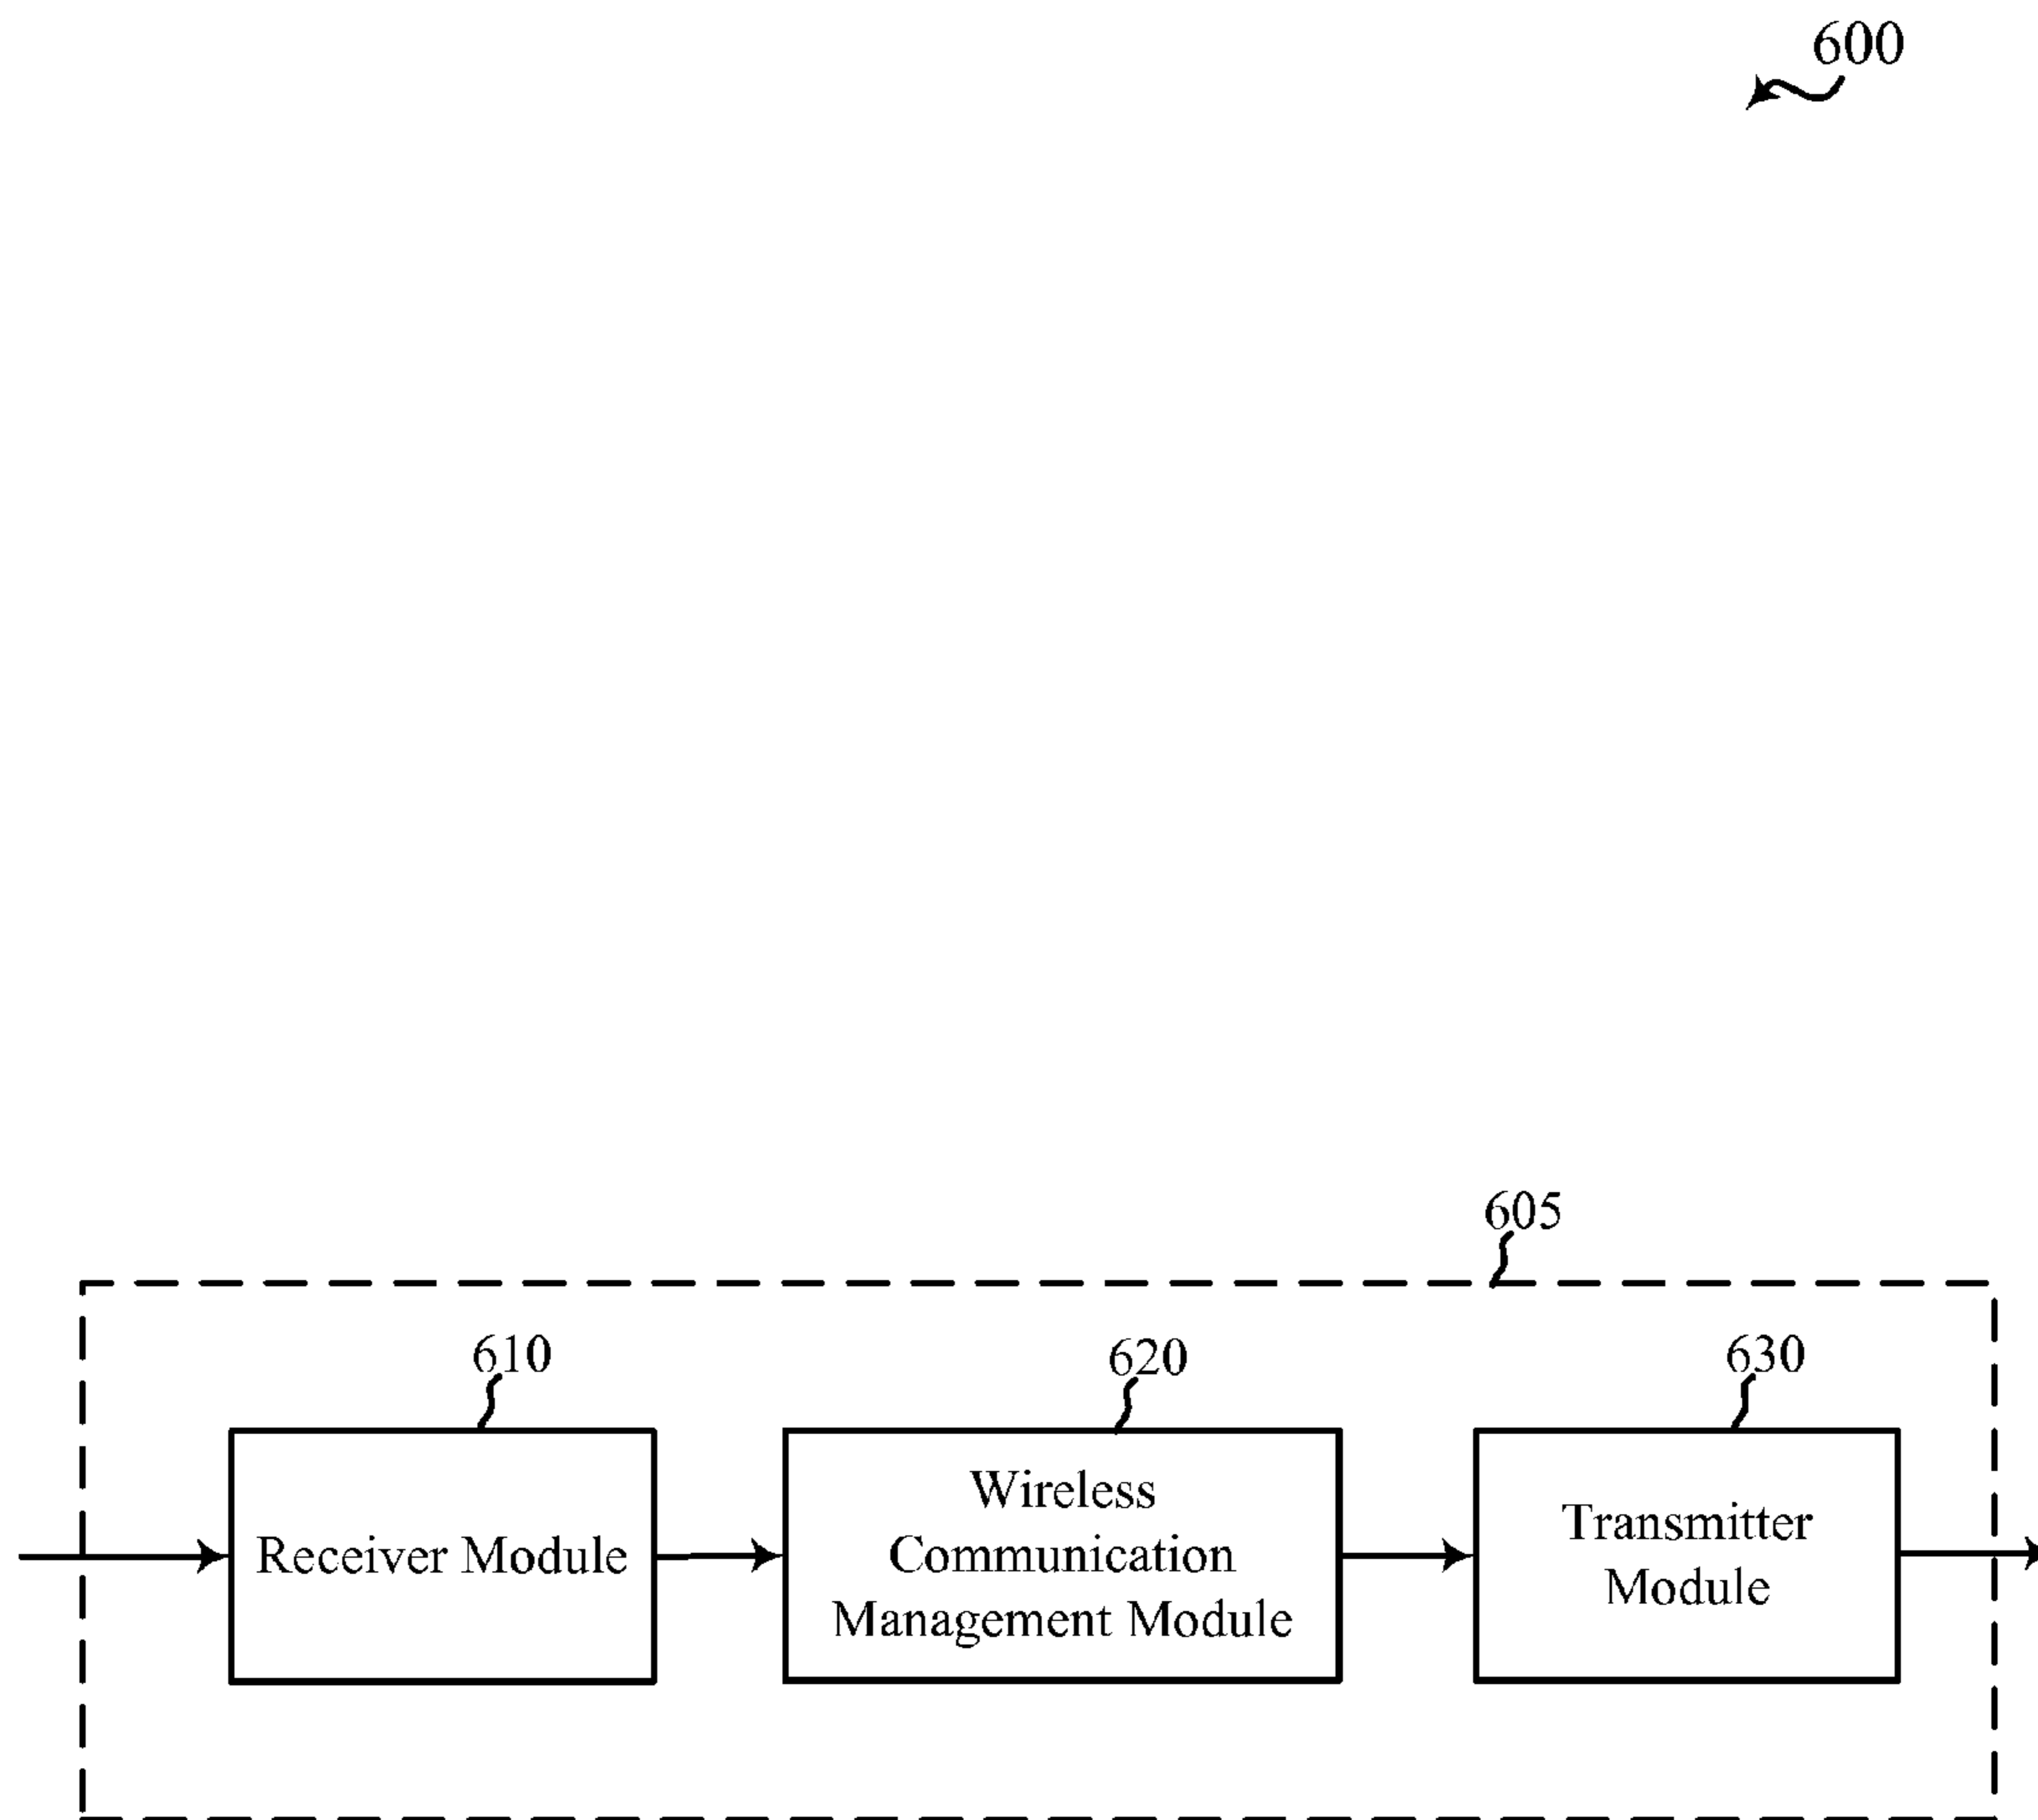 600
605
610
620
630
Receiver Module
Wireless
Communication
Management Module
Transmitter
Module